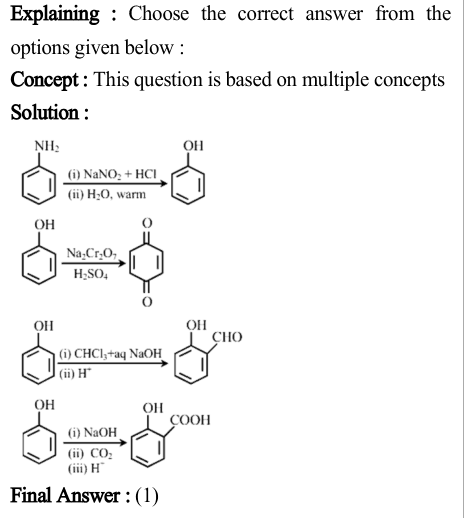 Explaining : Choose the correct answer from the
options given below :
Concept : This question is based on multiple concepts
Solution :
NH₂ OH
(i) NaNO₂ + HCl
(ii) H₂O, warm
OH O
Na₂Cr₂O₇
H₂SO₄
O
OH OH
CHO
(i) CHCl₃+aq NaOH
(ii) H⁺
OH OH
COOH
(i) NaOH
(ii) CO₂
(iii) H⁻
Final Answer : (1)